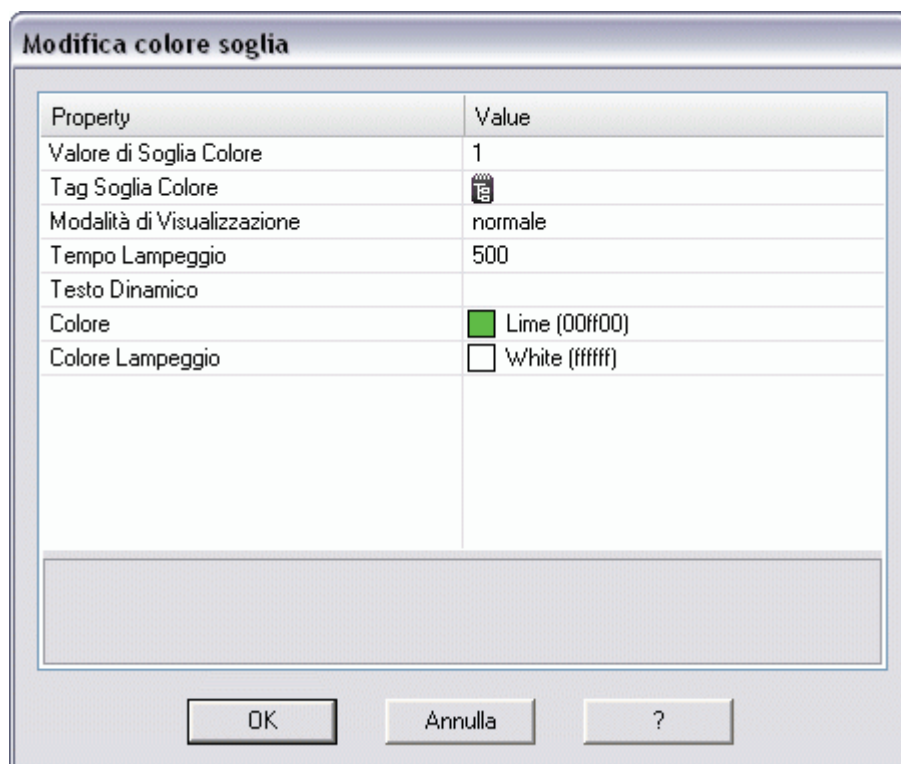 Modifica colore soglia
Property Value
Valore di Soglia Colore 1
Tag Soglia Colore Tg
Modalità di Visualizzazione normale
Tempo Lampeggio 500
Testo Dinamico
Colore Lime (00ff00)
Colore Lampeggio White (ffffff)
OK Annulla ?